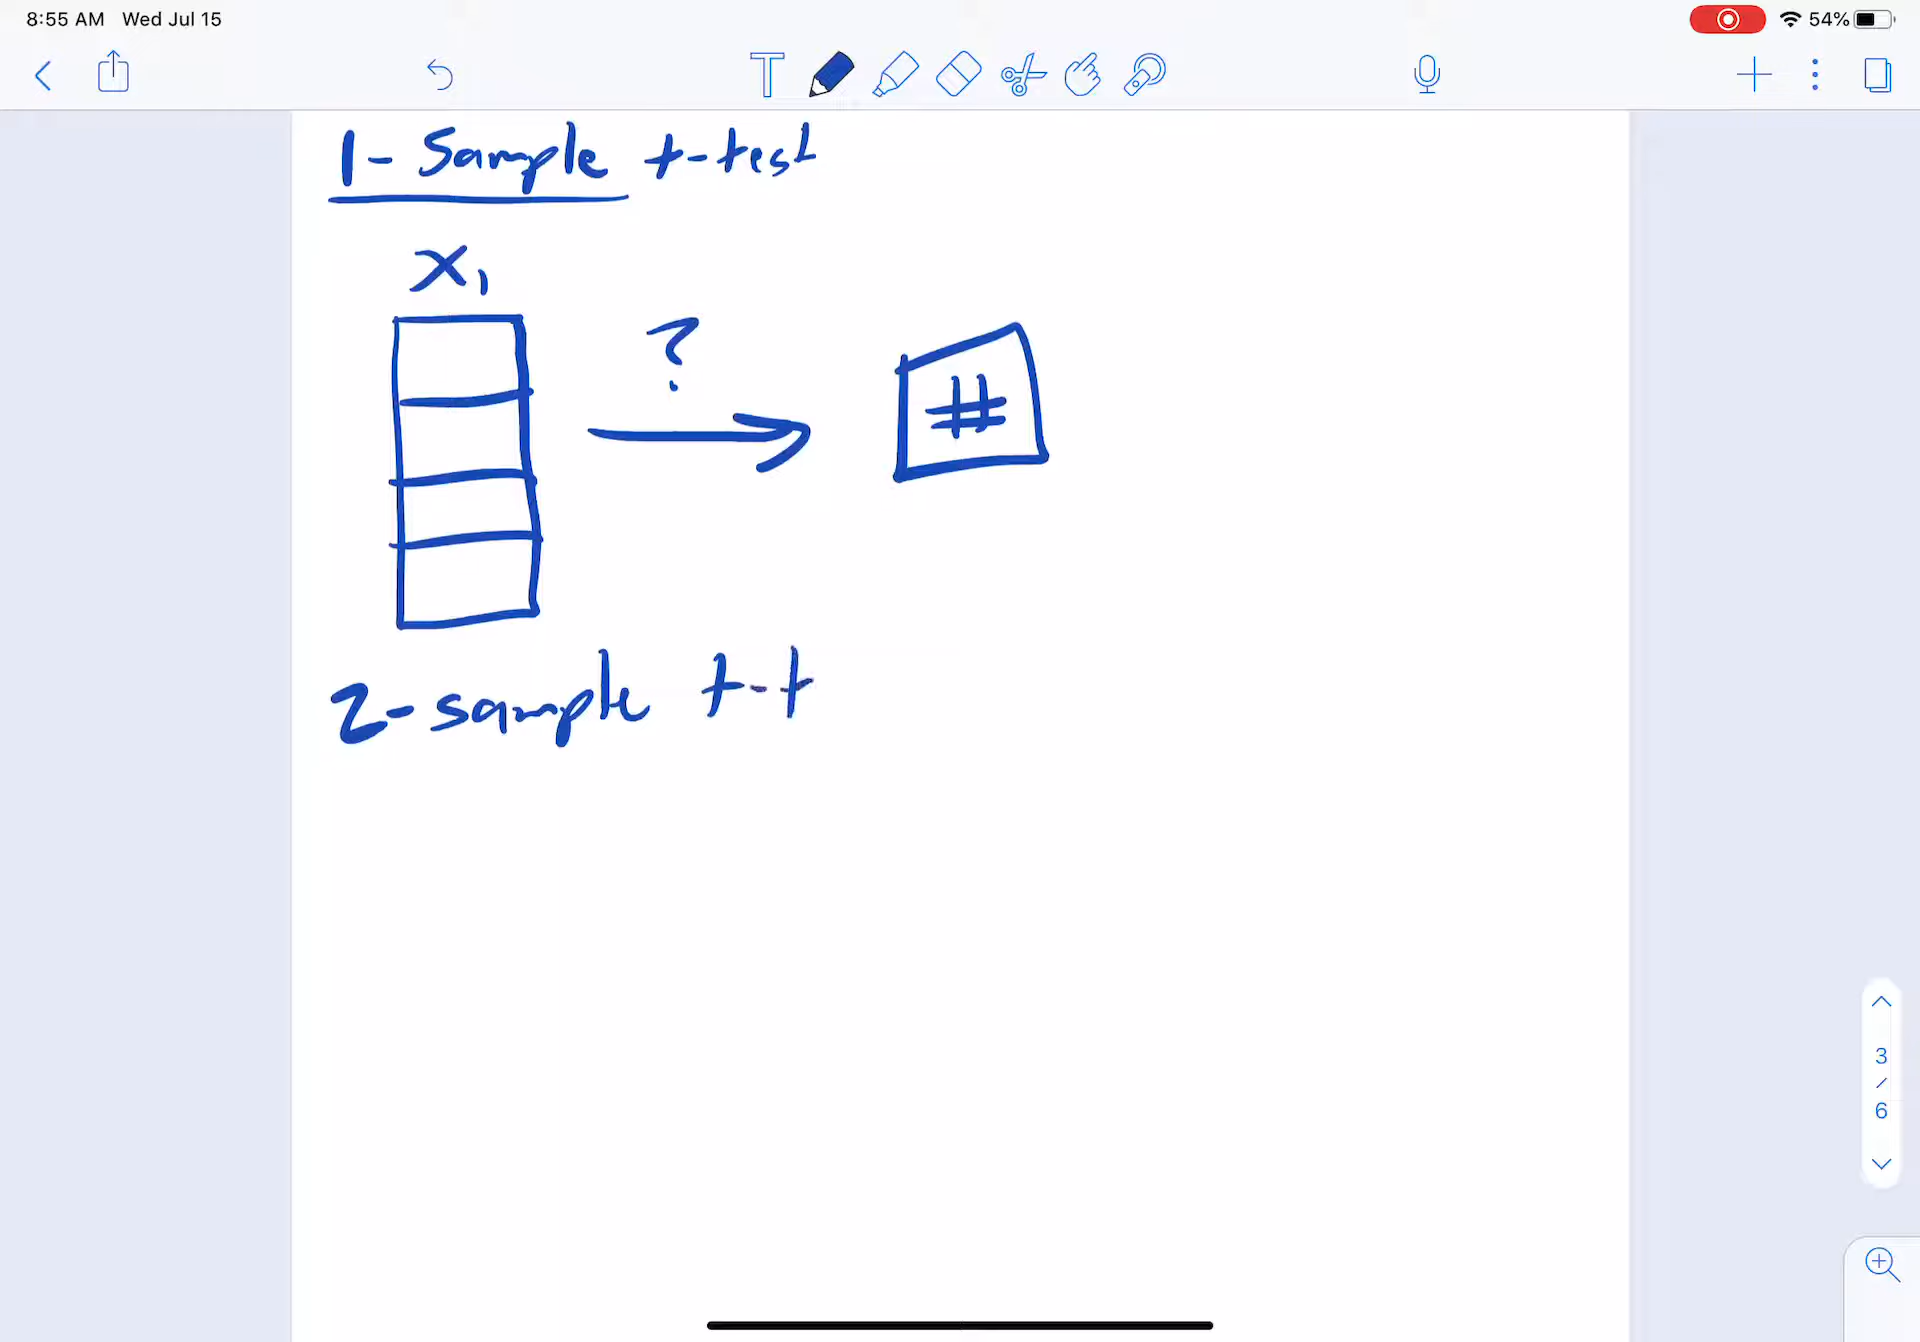 8:55 AM Wed Jul 15 54%
1- Sample t-test
x₁
?
#
2- sample t-t
3
/
6